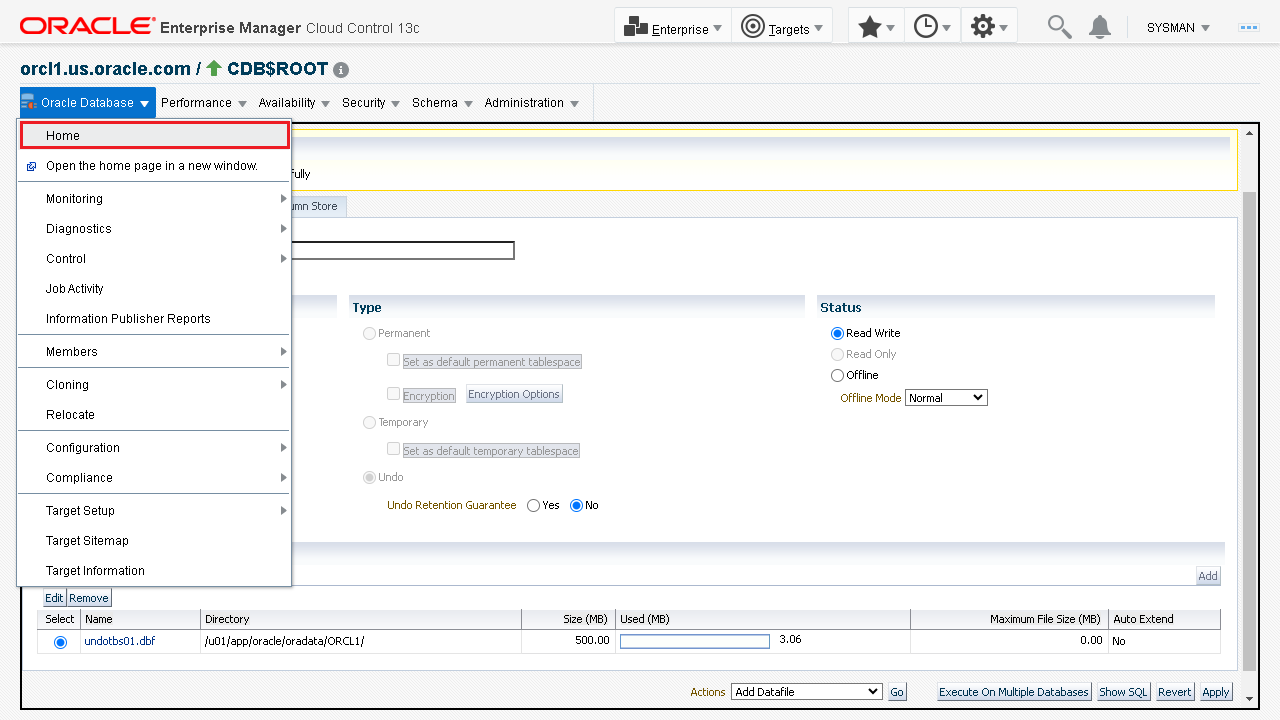 ORACLE Enterprise Manager Cloud Control 13c Enterprise Targets SYSMAN
orcl1.us.oracle.com / CDB$ROOT
Oracle Database Performance Availability Security Schema Administration
Home
Open the home page in a new window.
fully
Monitoring
umn Store
Diagnostics
Control
Job Activity
Information Publisher Reports
Members
Cloning
Relocate
Configuration
Compliance
Target Setup
Target Sitemap
Target Information
Type
Permanent
Set as default permanent tablespace
Encryption Encryption Options
Temporary
Set as default temporary tablespace
Undo
Undo Retention Guarantee Yes No
Status
Read Write
Read Only
Offline
Offline Mode Normal
Add
Edit Remove
Select Name Directory Size (MB) Used (MB) Maximum File Size (MB) Auto Extend
undotbs01.dbf /u01/app/oracle/oradata/ORCL1/ 500.00 3.06 0.00 No
Actions Add Datafile Go Execute On Multiple Databases Show SQL Revert Apply